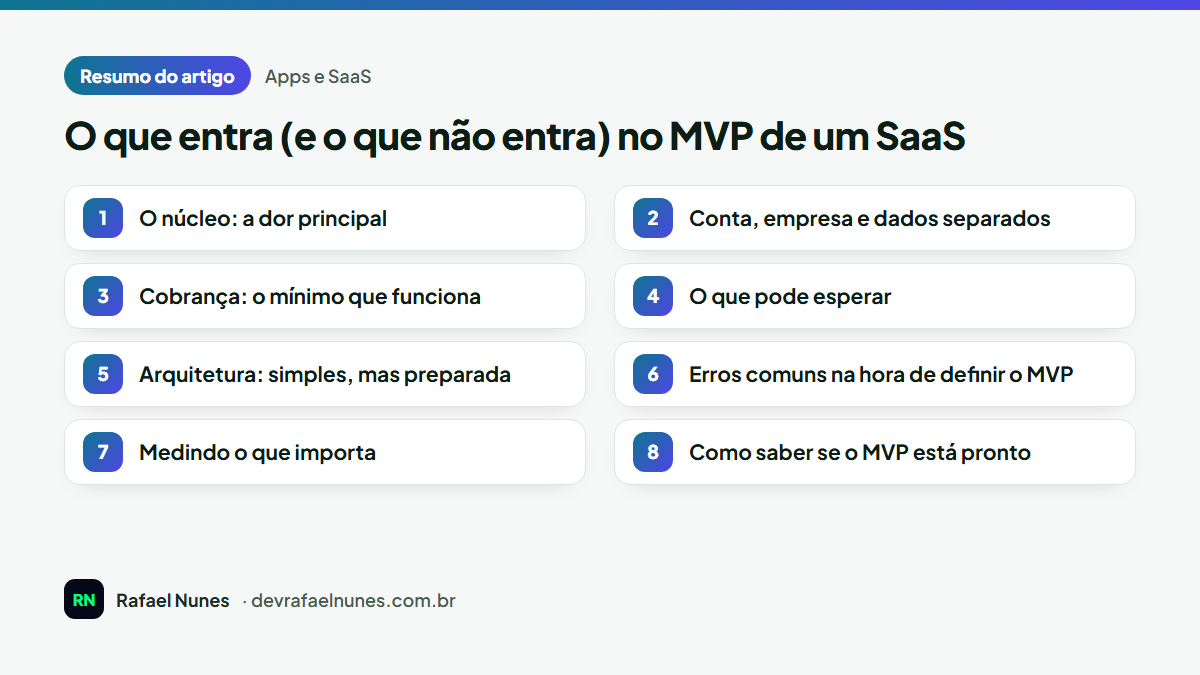 Resumo do artigo
Apps e SaaS
O que entra (e o que não entra) no MVP de um SaaS
1 O núcleo: a dor principal
2 Conta, empresa e dados separados
3 Cobrança: o mínimo que funciona
4 O que pode esperar
5 Arquitetura: simples, mas preparada
6 Erros comuns na hora de definir o MVP
7 Medindo o que importa
8 Como saber se o MVP está pronto
RN Rafael Nunes · devrafaelnunes.com.br